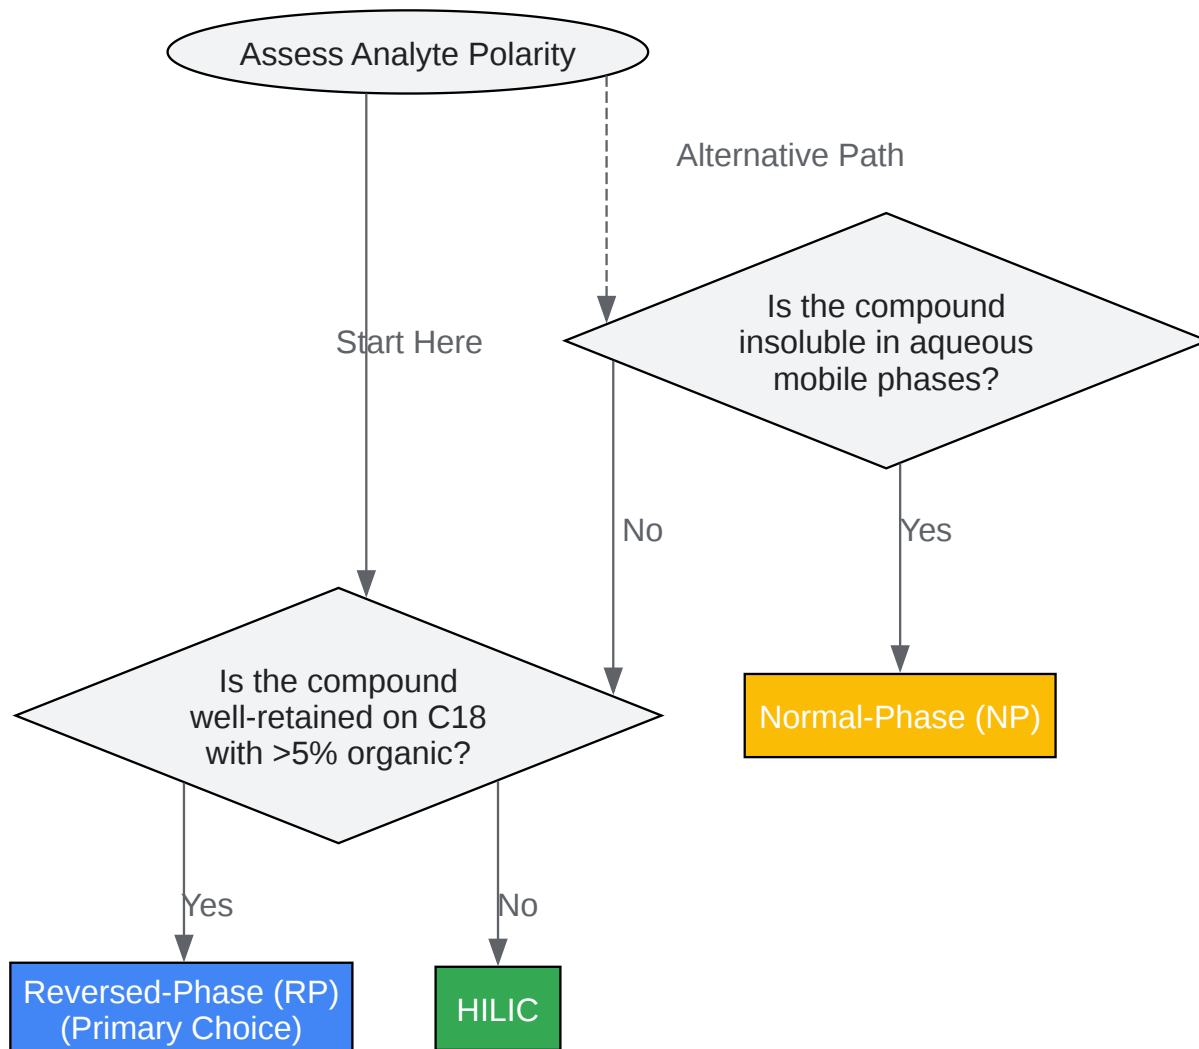 Assess Analyte Polarity
Alternative Path
Is the compound
insoluble in aqueous
mobile phases?
Start Here
No
Yes
Is the compound
well-retained on C18
with >5% organic?
Normal-Phase (NP)
Yes
No
Reversed-Phase (RP)
(Primary Choice)
HILIC